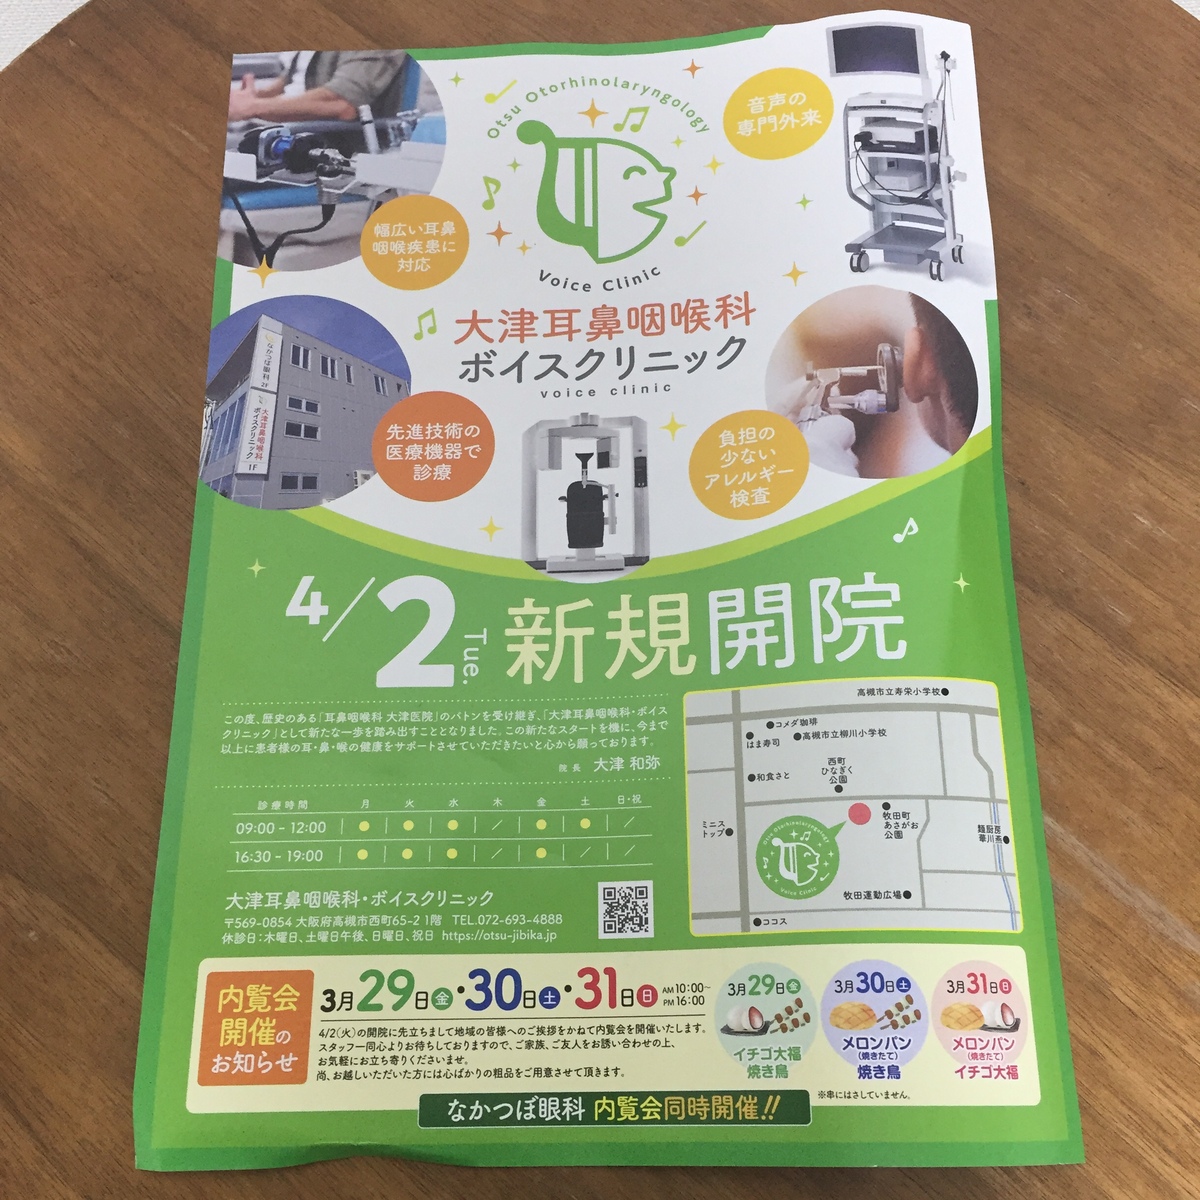 Otsu Otorhinolaryngology
Voice Clinic
音声の
専門外来
幅広い耳鼻
咽喉疾患に
対応
大津耳鼻咽喉科
ボイスクリニック
voice clinic
なかつぼ眼科
2F
大津耳鼻咽喉科
ボイスクリニック
1F
先進技術の
医療機器で
診療
負担の
少ない
アレルギー
検査
4/2 Tue. 新規開院
この度、歴史のある「耳鼻咽喉科 大津医院」のバトンを受け継ぎ、「大津耳鼻咽喉科・ボイス
クリニック」として新たな一歩を踏み出すこととなりました。この新たなスタートを機に、今まで
以上に患者様の耳・鼻・喉の健康をサポートさせていただきたいと心から願っております。
院長 大津 和弥
診療時間 月 火 水 木 金 土 日・祝
09:00 - 12:00 ● ● ● ／ ● ● ／
16:30 - 19:00 ● ● ● ／ ● ／ ／
大津耳鼻咽喉科・ボイスクリニック
〒569-0854 大阪府高槻市西町65-2 1階 TEL.072-693-4888
休診日：木曜日、土曜日午後、日曜日、祝日 https://otsu-jibika.jp
高槻市立寿栄小学校
コメダ珈琲
はま寿司
高槻市立柳川小学校
和食さと
西町
ひなぎく
公園
ミニス
トップ
牧田町
あさがお
公園
麺厨房
華川燕
Otsu Otorhinolaryngology
Voice Clinic
牧田運動広場
ココス
内覧会
開催の
お知らせ
3月29日金・30日土・31日日 AM10:00~
PM16:00
4/2(火)の開院に先立ちまして地域の皆様へのご挨拶をかねて内覧会を開催いたします。
スタッフ一同心よりお待ちしておりますので、ご家族、ご友人をお誘い合わせの上、
お気軽にお立ち寄りくださいませ。
尚、お越しいただいた方には心ばかりの粗品をご用意させて頂きます。
3月29日金
イチゴ大福
焼き鳥
3月30日土
メロンパン
(焼きたて)
焼き鳥
3月31日日
メロンパン
(焼きたて)
イチゴ大福
※串にはさしていません。
なかつぼ眼科 内覧会同時開催!!